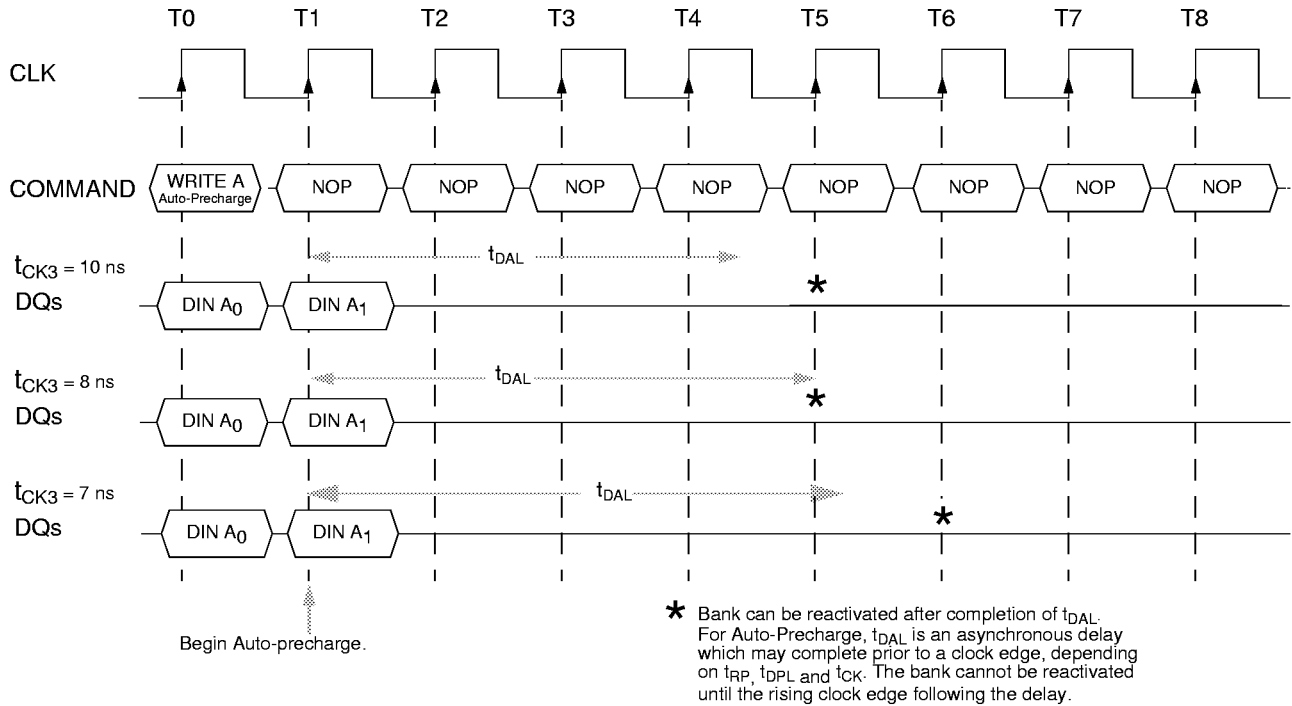 T0 T1 T2 T3 T4 T5 T6 T7 T8
CLK
COMMAND WRITE A NOP NOP NOP NOP NOP NOP NOP NOP
Auto-Precharge
tCK3 = 10 ns tDAL
*
DQs DIN A0 DIN A1
tCK3 = 8 ns tDAL
*
DQs DIN A0 DIN A1
tCK3 = 7 ns tDAL
*
DQs DIN A0 DIN A1
Begin Auto-precharge.
* Bank can be reactivated after completion of tDAL.
For Auto-Precharge, tDAL is an asynchronous delay
which may complete prior to a clock edge, depending
on tRP, tDPL and tCK. The bank cannot be reactivated
until the rising clock edge following the delay.